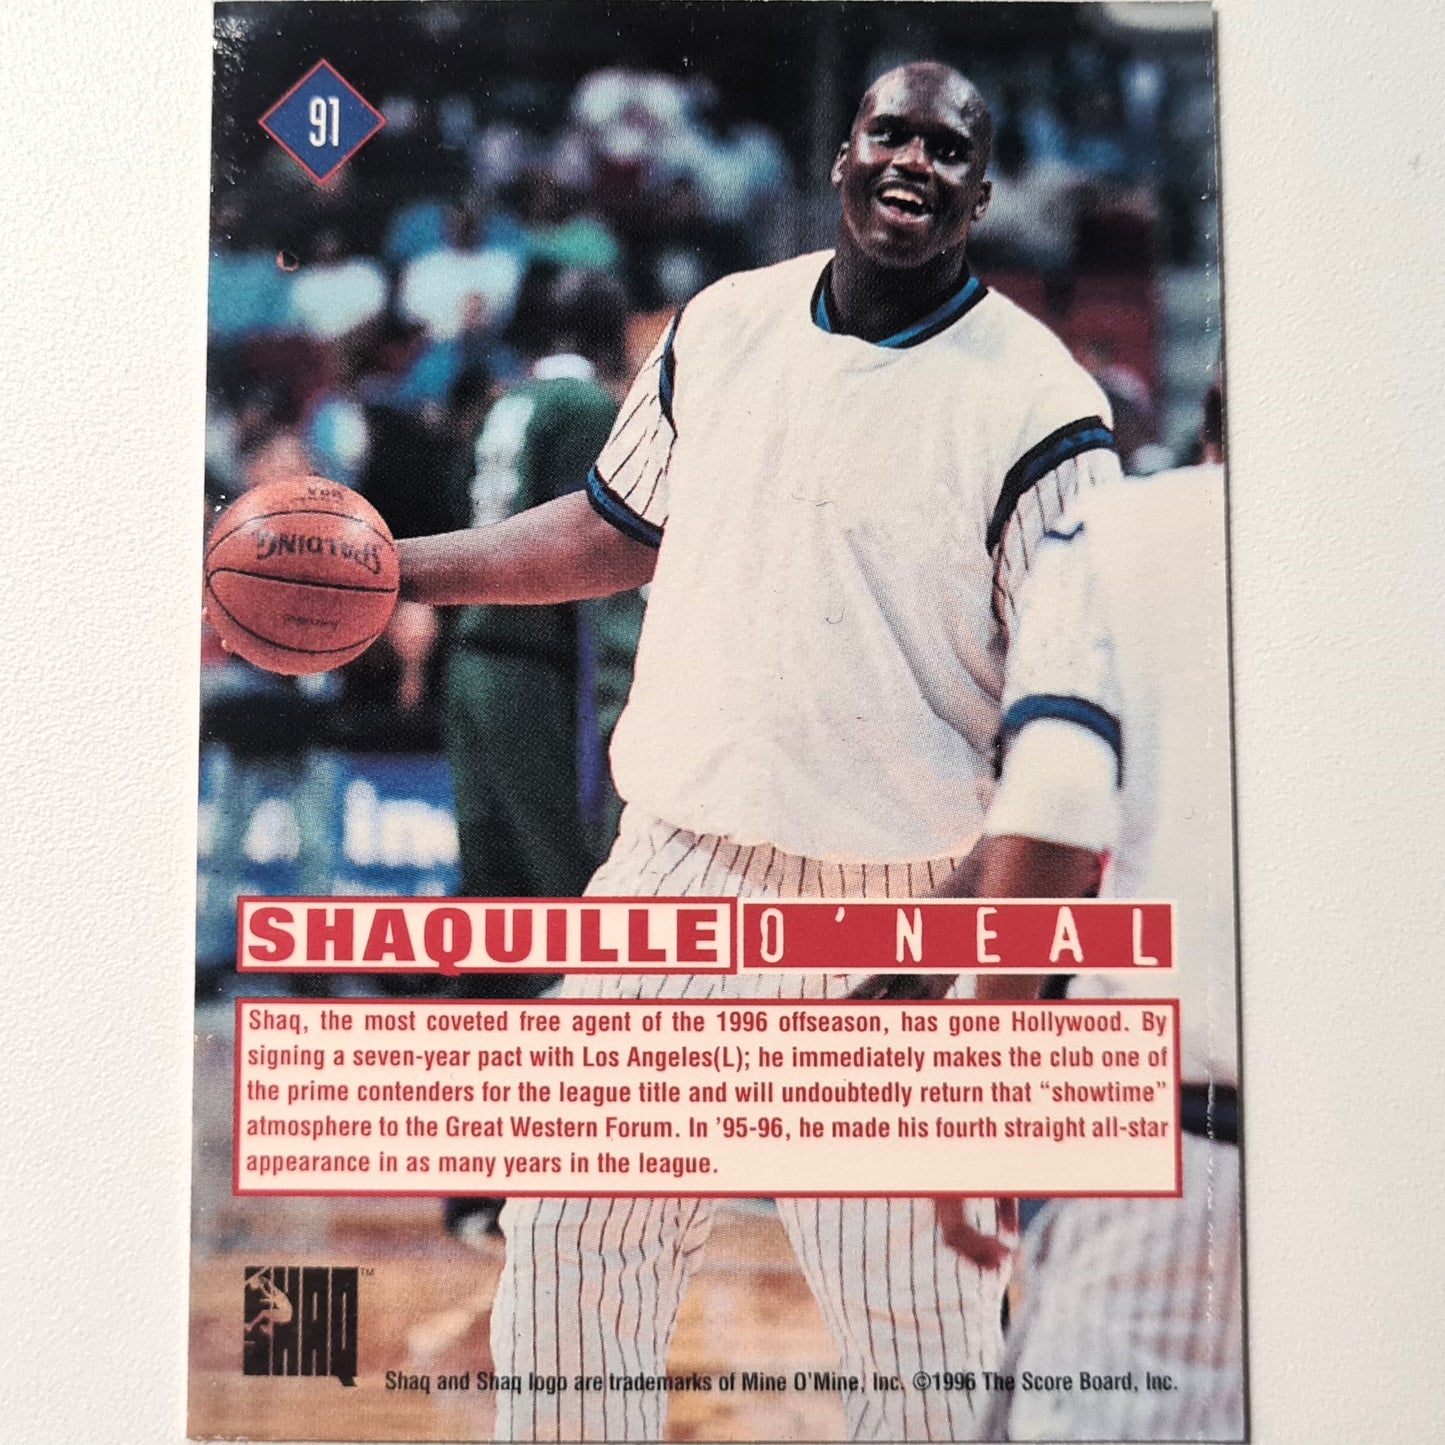 91
SPALDING
SHAQUILLE O'NEAL
Shaq, the most coveted free agent of the 1996 offseason, has gone Hollywood. By
signing a seven-year pact with Los Angeles(L); he immediately makes the club one of
the prime contenders for the league title and will undoubtedly return that “showtime”
atmosphere to the Great Western Forum. In ’95-96, he made his fourth straight all-star
appearance in as many years in the league.
SHAQ™
Shaq and Shaq logo are trademarks of Mine O'Mine, Inc. ©1996 The Score Board, Inc.